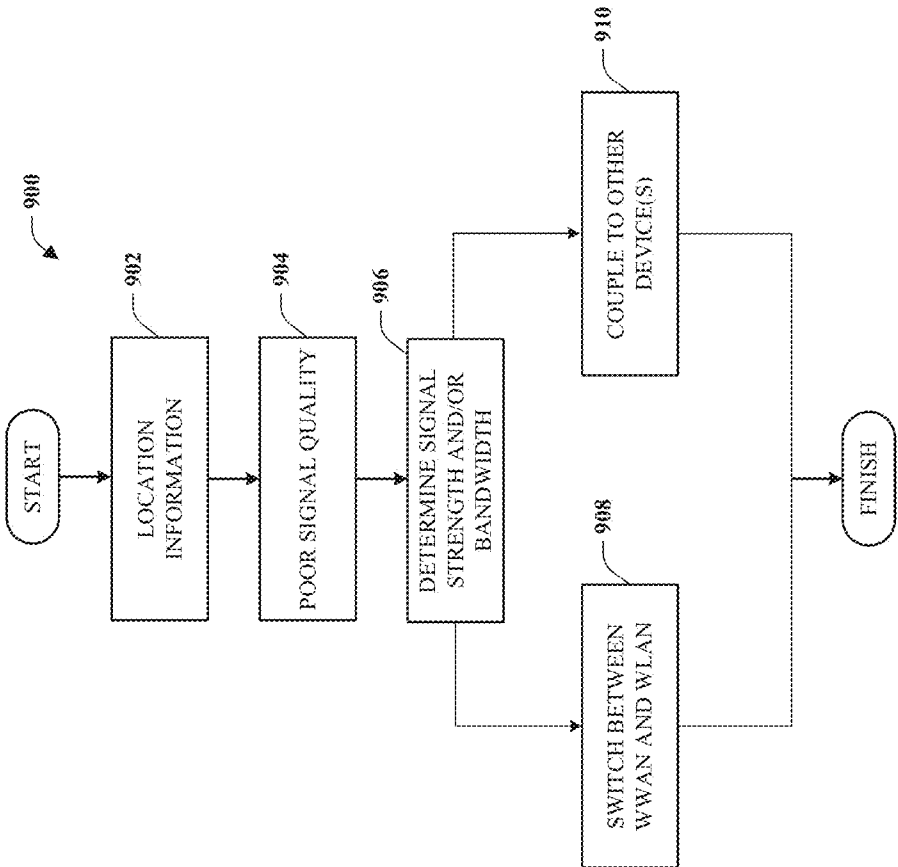 900
START
902
LOCATION
INFORMATION
904
POOR SIGNAL QUALITY
906
DETERMINE SIGNAL
STRENGTH AND/OR
BANDWIDTH
908
SWITCH BETWEEN
WWAN AND WLAN
910
COUPLE TO OTHER
DEVICE(S)
FINISH